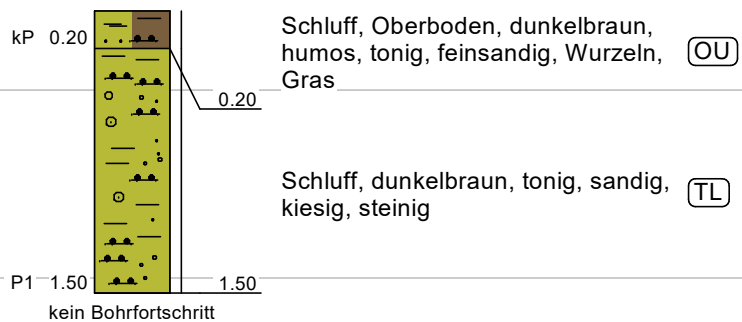 Schluff, Oberboden, dunkelbraun,
kP 0.20
humos, tonig, feinsandig, Wurzeln,
OU
Gras
0.20
Schluff, dunkelbraun, tonig, sandig,
TL
kiesig, steinig
P1 1.50
1.50
kein Bohrfortschritt